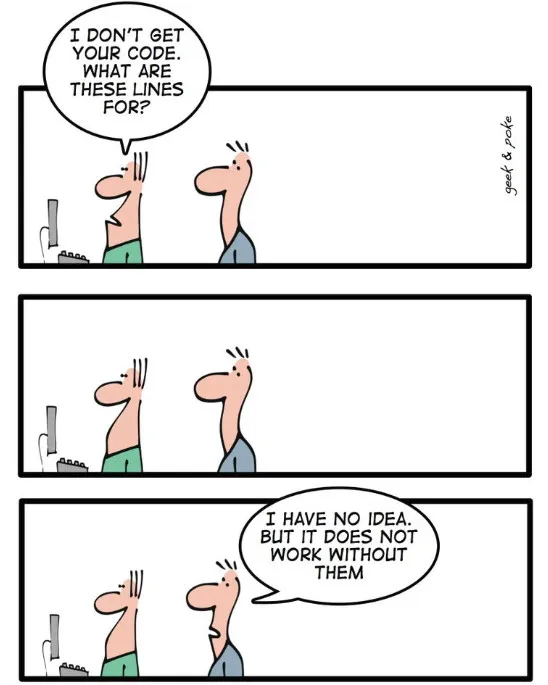 I DON'T GET
YOUR CODE.
WHAT ARE
THESE LINES
FOR?
geek & poke
I HAVE NO IDEA.
BUT IT DOES NOT
WORK WITHOUT
THEM